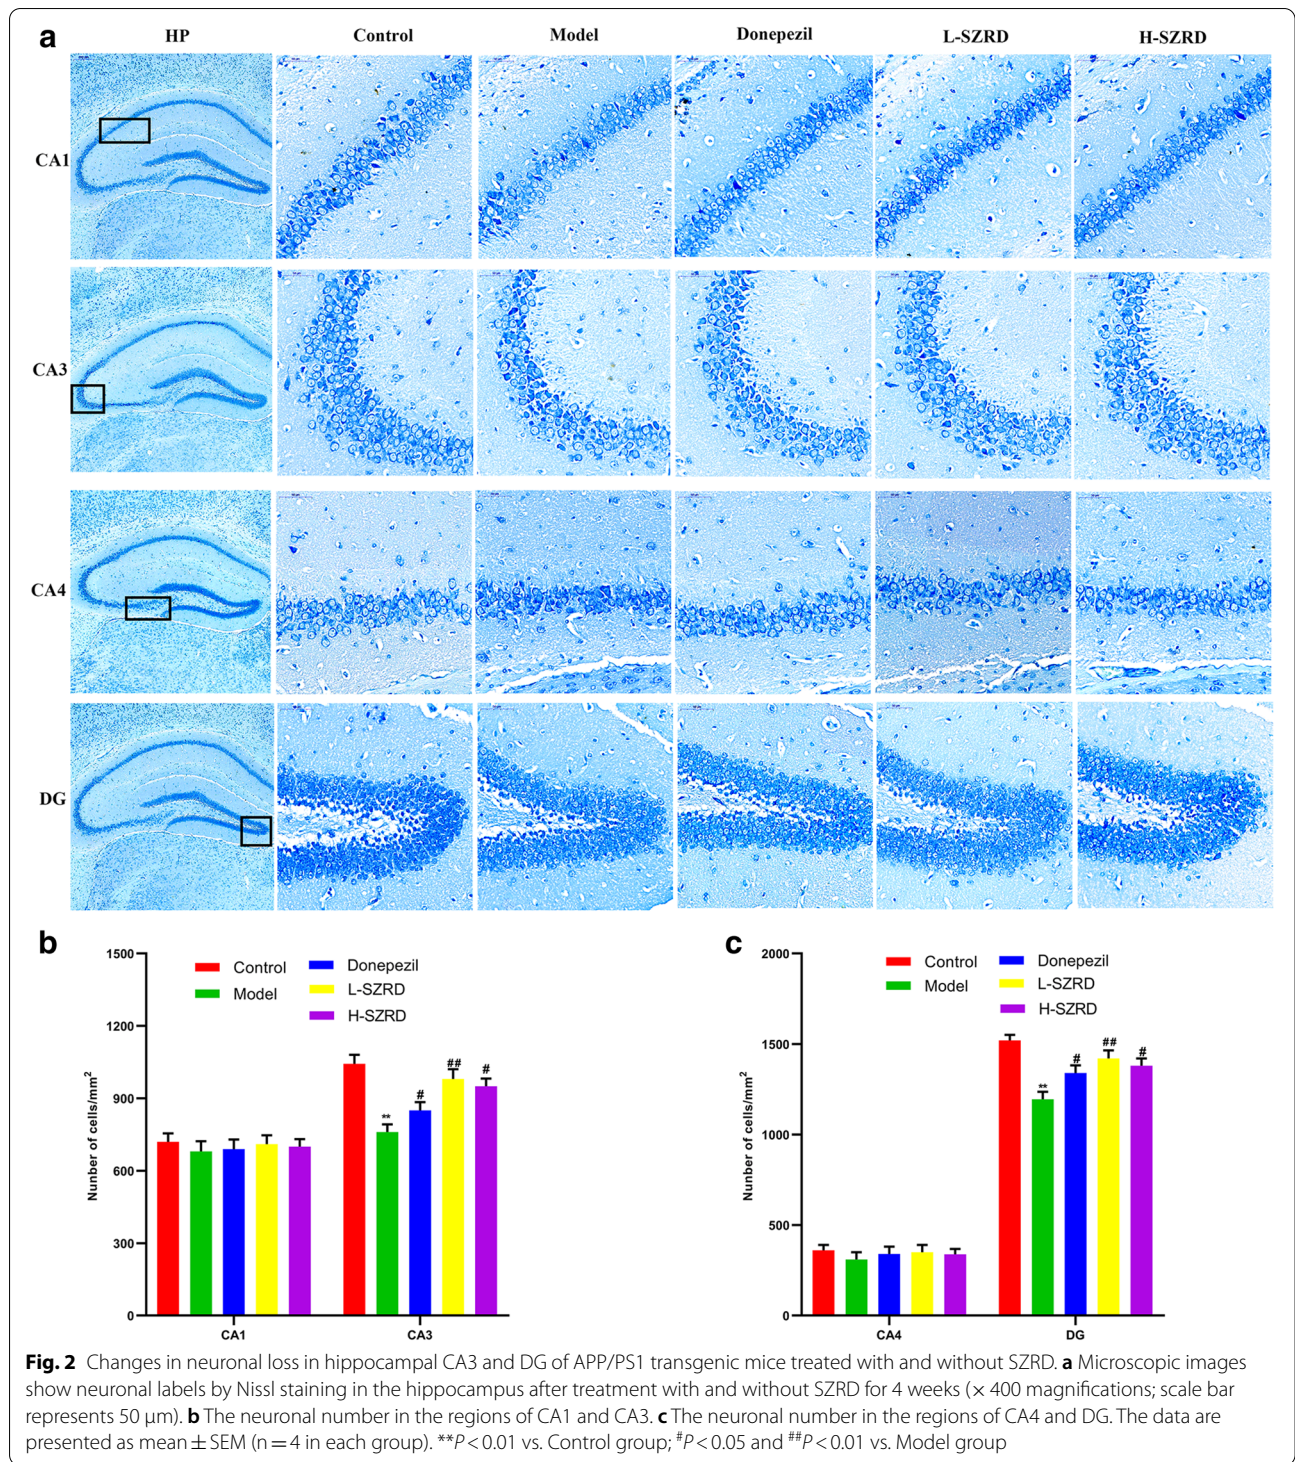 a
HP Control Model Donepezil L-SZRD H-SZRD
CA1
CA3
CA4
DG
b
1500
1200
900
600
300
0
Nunber of cells/mm²
Control
Model
Donepezil
L-SZRD
H-SZRD
** # ## #
CA1 CA3
c
2000
1500
1000
500
0
Nunber of cells/mm²
Control
Model
Donepezil
L-SZRD
H-SZRD
** # ## #
CA4 DG
Fig. 2 Changes in neuronal loss in hippocampal CA3 and DG of APP/PS1 transgenic mice treated with and without SZRD. a Microscopic images
show neuronal labels by Nissl staining in the hippocampus after treatment with and without SZRD for 4 weeks (× 400 magnifications; scale bar
represents 50 μm). b The neuronal number in the regions of CA1 and CA3. c The neuronal number in the regions of CA4 and DG. The data are
presented as mean ± SEM (n = 4 in each group). **P < 0.01 vs. Control group; #P < 0.05 and ##P < 0.01 vs. Model group